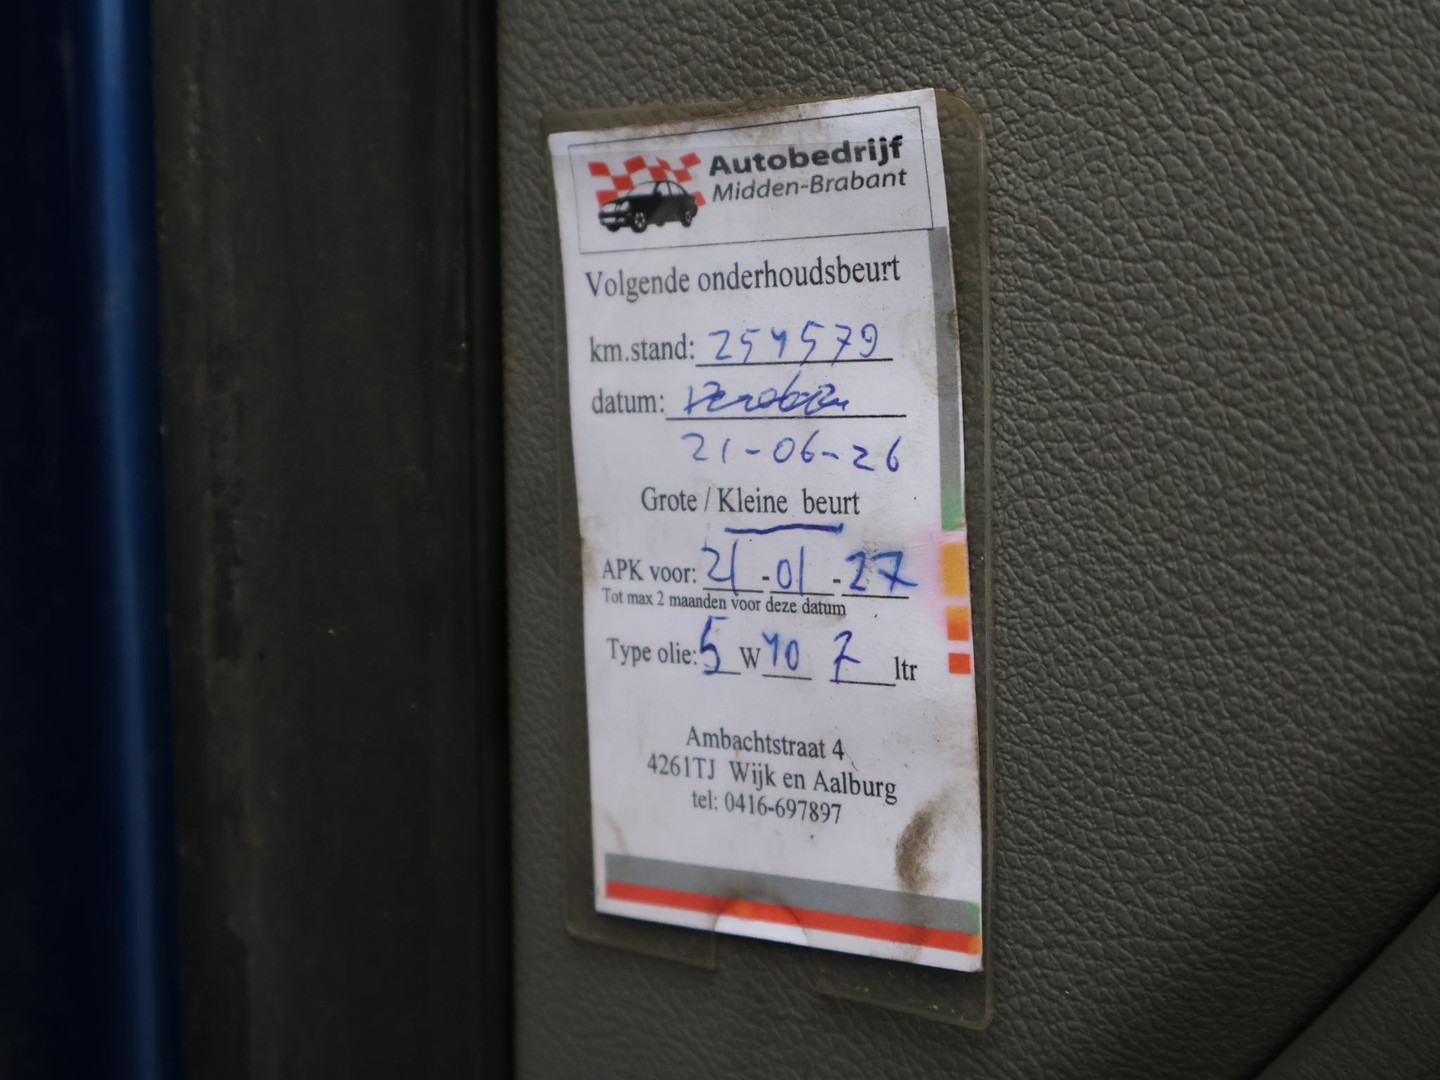 Autobedrijf
Midden-Brabant
Volgende onderhoudsbeurt
km.stand: 254579
datum:
21-06-26
Grote / Kleine beurt
APK voor: 21-01-27
Tot max 2 maanden voor deze datum
Type olie: 5 W 40 7 ltr
Ambachtstraat 4
4261TJ Wijk en Aalburg
tel: 0416-697897